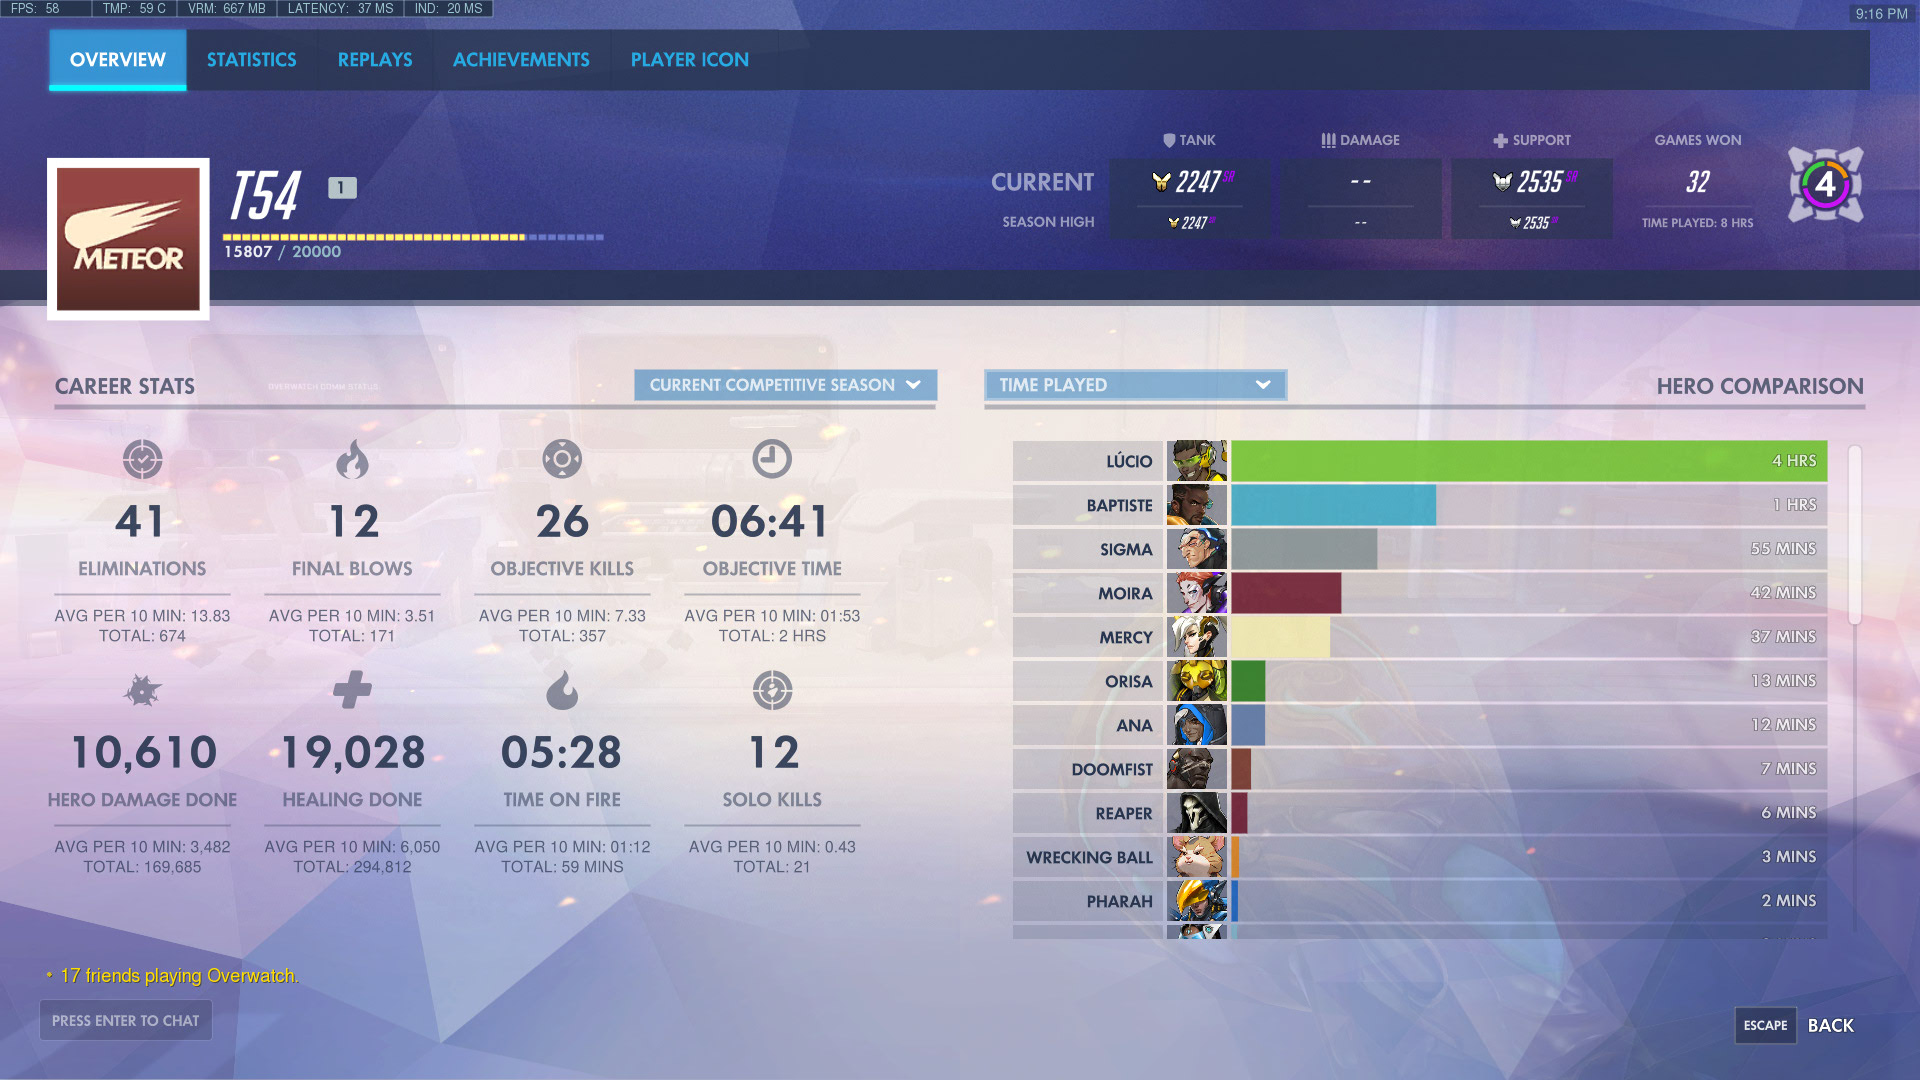 FPS: 58 TMP: 59 C VRM: 667 MB LATENCY: 37 MS IND: 20 MS
9:16 PM
OVERVIEW STATISTICS REPLAYS ACHIEVEMENTS PLAYER ICON
TANK DAMAGE SUPPORT GAMES WON
CURRENT 2247 SR -- 2535 SR 32
SEASON HIGH 2247 SR -- 2535 SR TIME PLAYED: 8 HRS
4
METEOR
T54 1
15807 / 20000
CAREER STATS
OVERWATCH COMM STATUS
CURRENT COMPETITIVE SEASON
41 12 26 06:41
ELIMINATIONS FINAL BLOWS OBJECTIVE KILLS OBJECTIVE TIME
AVG PER 10 MIN: 13.83 AVG PER 10 MIN: 3.51 AVG PER 10 MIN: 7.33 AVG PER 10 MIN: 01:53
TOTAL: 674 TOTAL: 171 TOTAL: 357 TOTAL: 2 HRS
10,610 19,028 05:28 12
HERO DAMAGE DONE HEALING DONE TIME ON FIRE SOLO KILLS
AVG PER 10 MIN: 3,482 AVG PER 10 MIN: 6,050 AVG PER 10 MIN: 01:12 AVG PER 10 MIN: 0.43
TOTAL: 169,685 TOTAL: 294,812 TOTAL: 59 MINS TOTAL: 21
TIME PLAYED HERO COMPARISON
LÚCIO 4 HRS
BAPTISTE 1 HRS
SIGMA 55 MINS
MOIRA 42 MINS
MERCY 37 MINS
ORISA 13 MINS
ANA 12 MINS
DOOMFIST 7 MINS
REAPER 6 MINS
WRECKING BALL 3 MINS
PHARAH 2 MINS
• 17 friends playing Overwatch.
PRESS ENTER TO CHAT
ESCAPE BACK